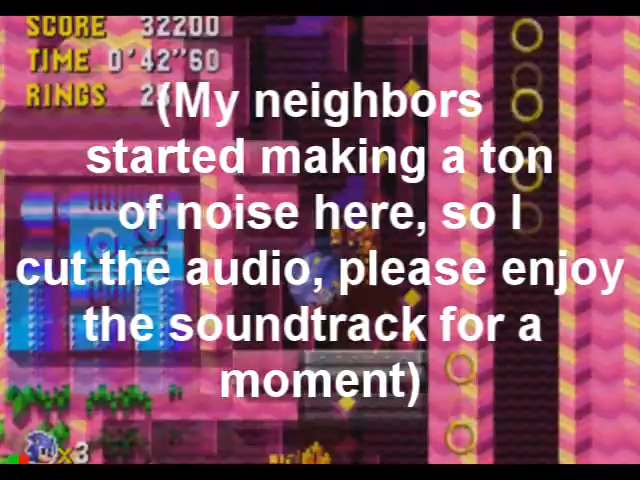 SCORE 32200
TIME 0'42"60
RINGS
(My neighbors
started making a ton
of noise here, so I
cut the audio, please enjoy
the soundtrack for a
moment)
x3